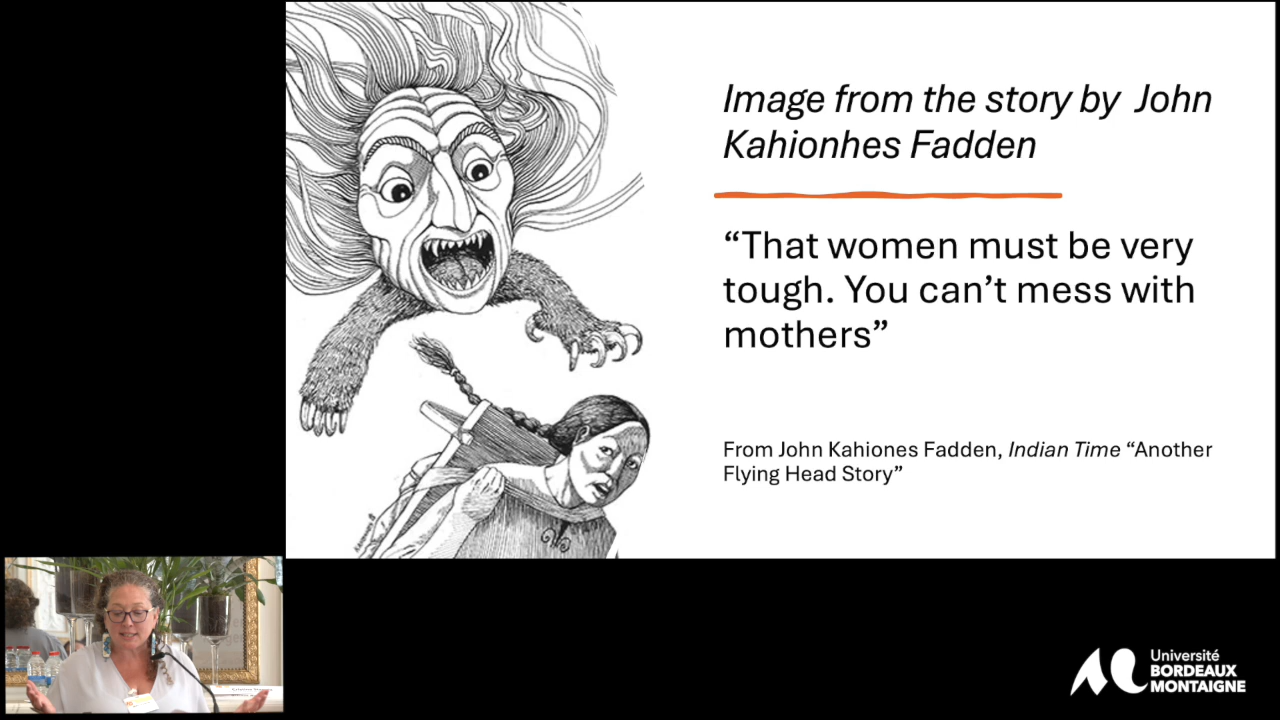 Image from the story by John
Kahionhes Fadden
“That women must be very
tough. You can’t mess with
mothers”
From John Kahiones Fadden, Indian Time “Another
Flying Head Story”
Université
BORDEAUX
MONTAIGNE